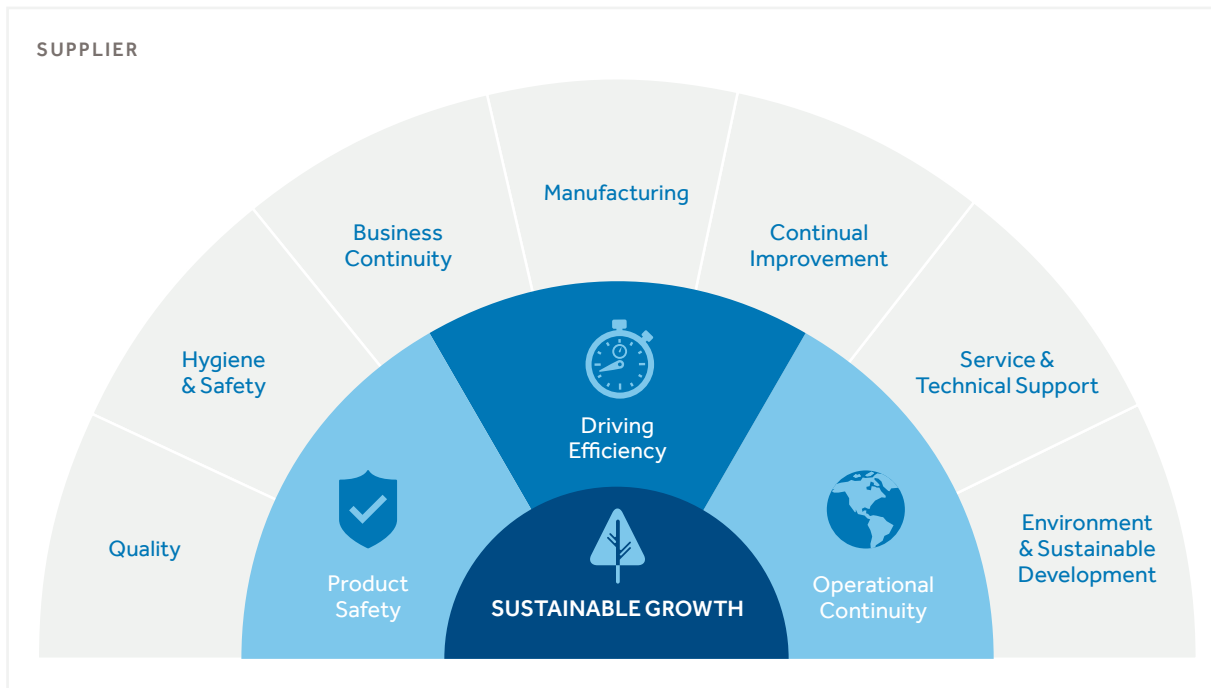 SUPPLIER
Quality
Hygiene
& Safety
Business
Continuity
Manufacturing
Continual
Improvement
Service &
Technical Support
Environment
& Sustainable
Development
Product
Safety
Driving
Efficiency
Operational
Continuity
SUSTAINABLE GROWTH